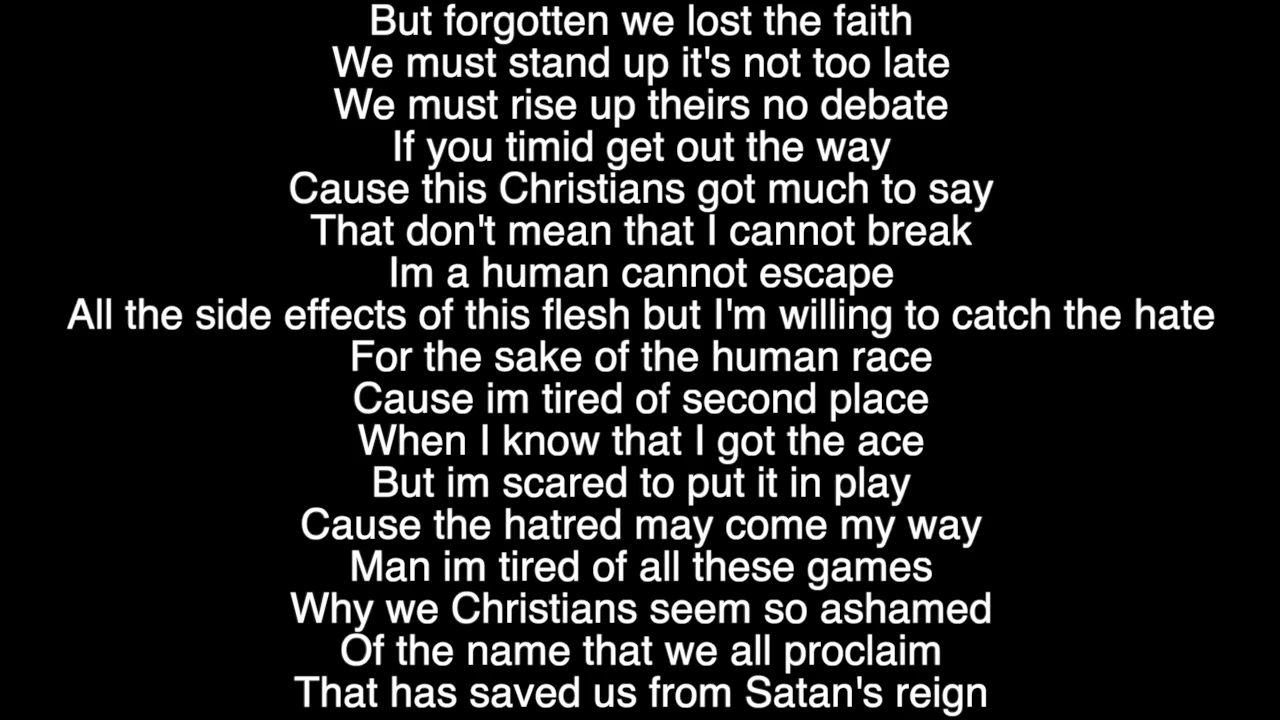 But forgotten we lost the faith
We must stand up it's not too late
We must rise up theirs no debate
If you timid get out the way
Cause this Christians got much to say
That don't mean that I cannot break
Im a human cannot escape
All the side effects of this flesh but I'm willing to catch the hate
For the sake of the human race
Cause im tired of second place
When I know that I got the ace
But im scared to put it in play
Cause the hatred may come my way
Man im tired of all these games
Why we Christians seem so ashamed
Of the name that we all proclaim
That has saved us from Satan's reign